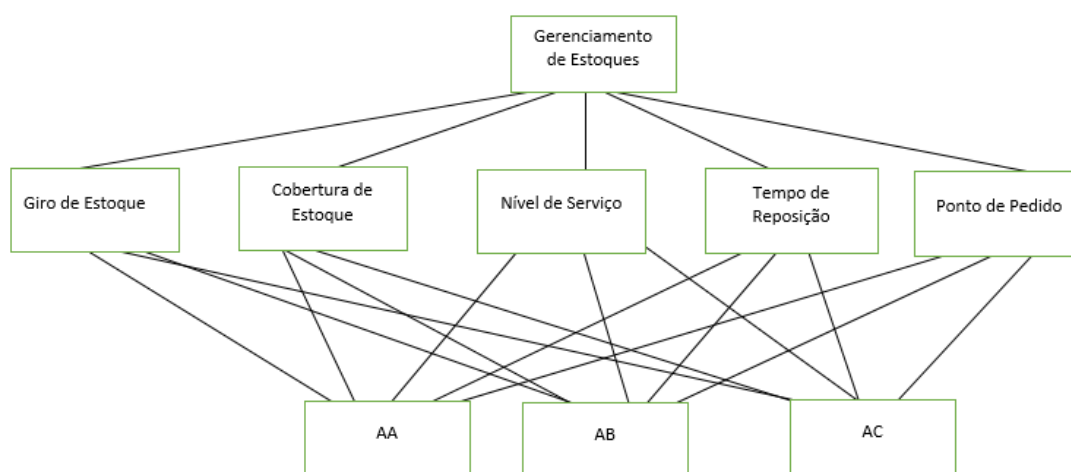 Gerenciamento
de Estoques
Giro de Estoque
Cobertura de
Estoque
Nível de Serviço
Tempo de
Reposição
Ponto de Pedido
AA
AB
AC